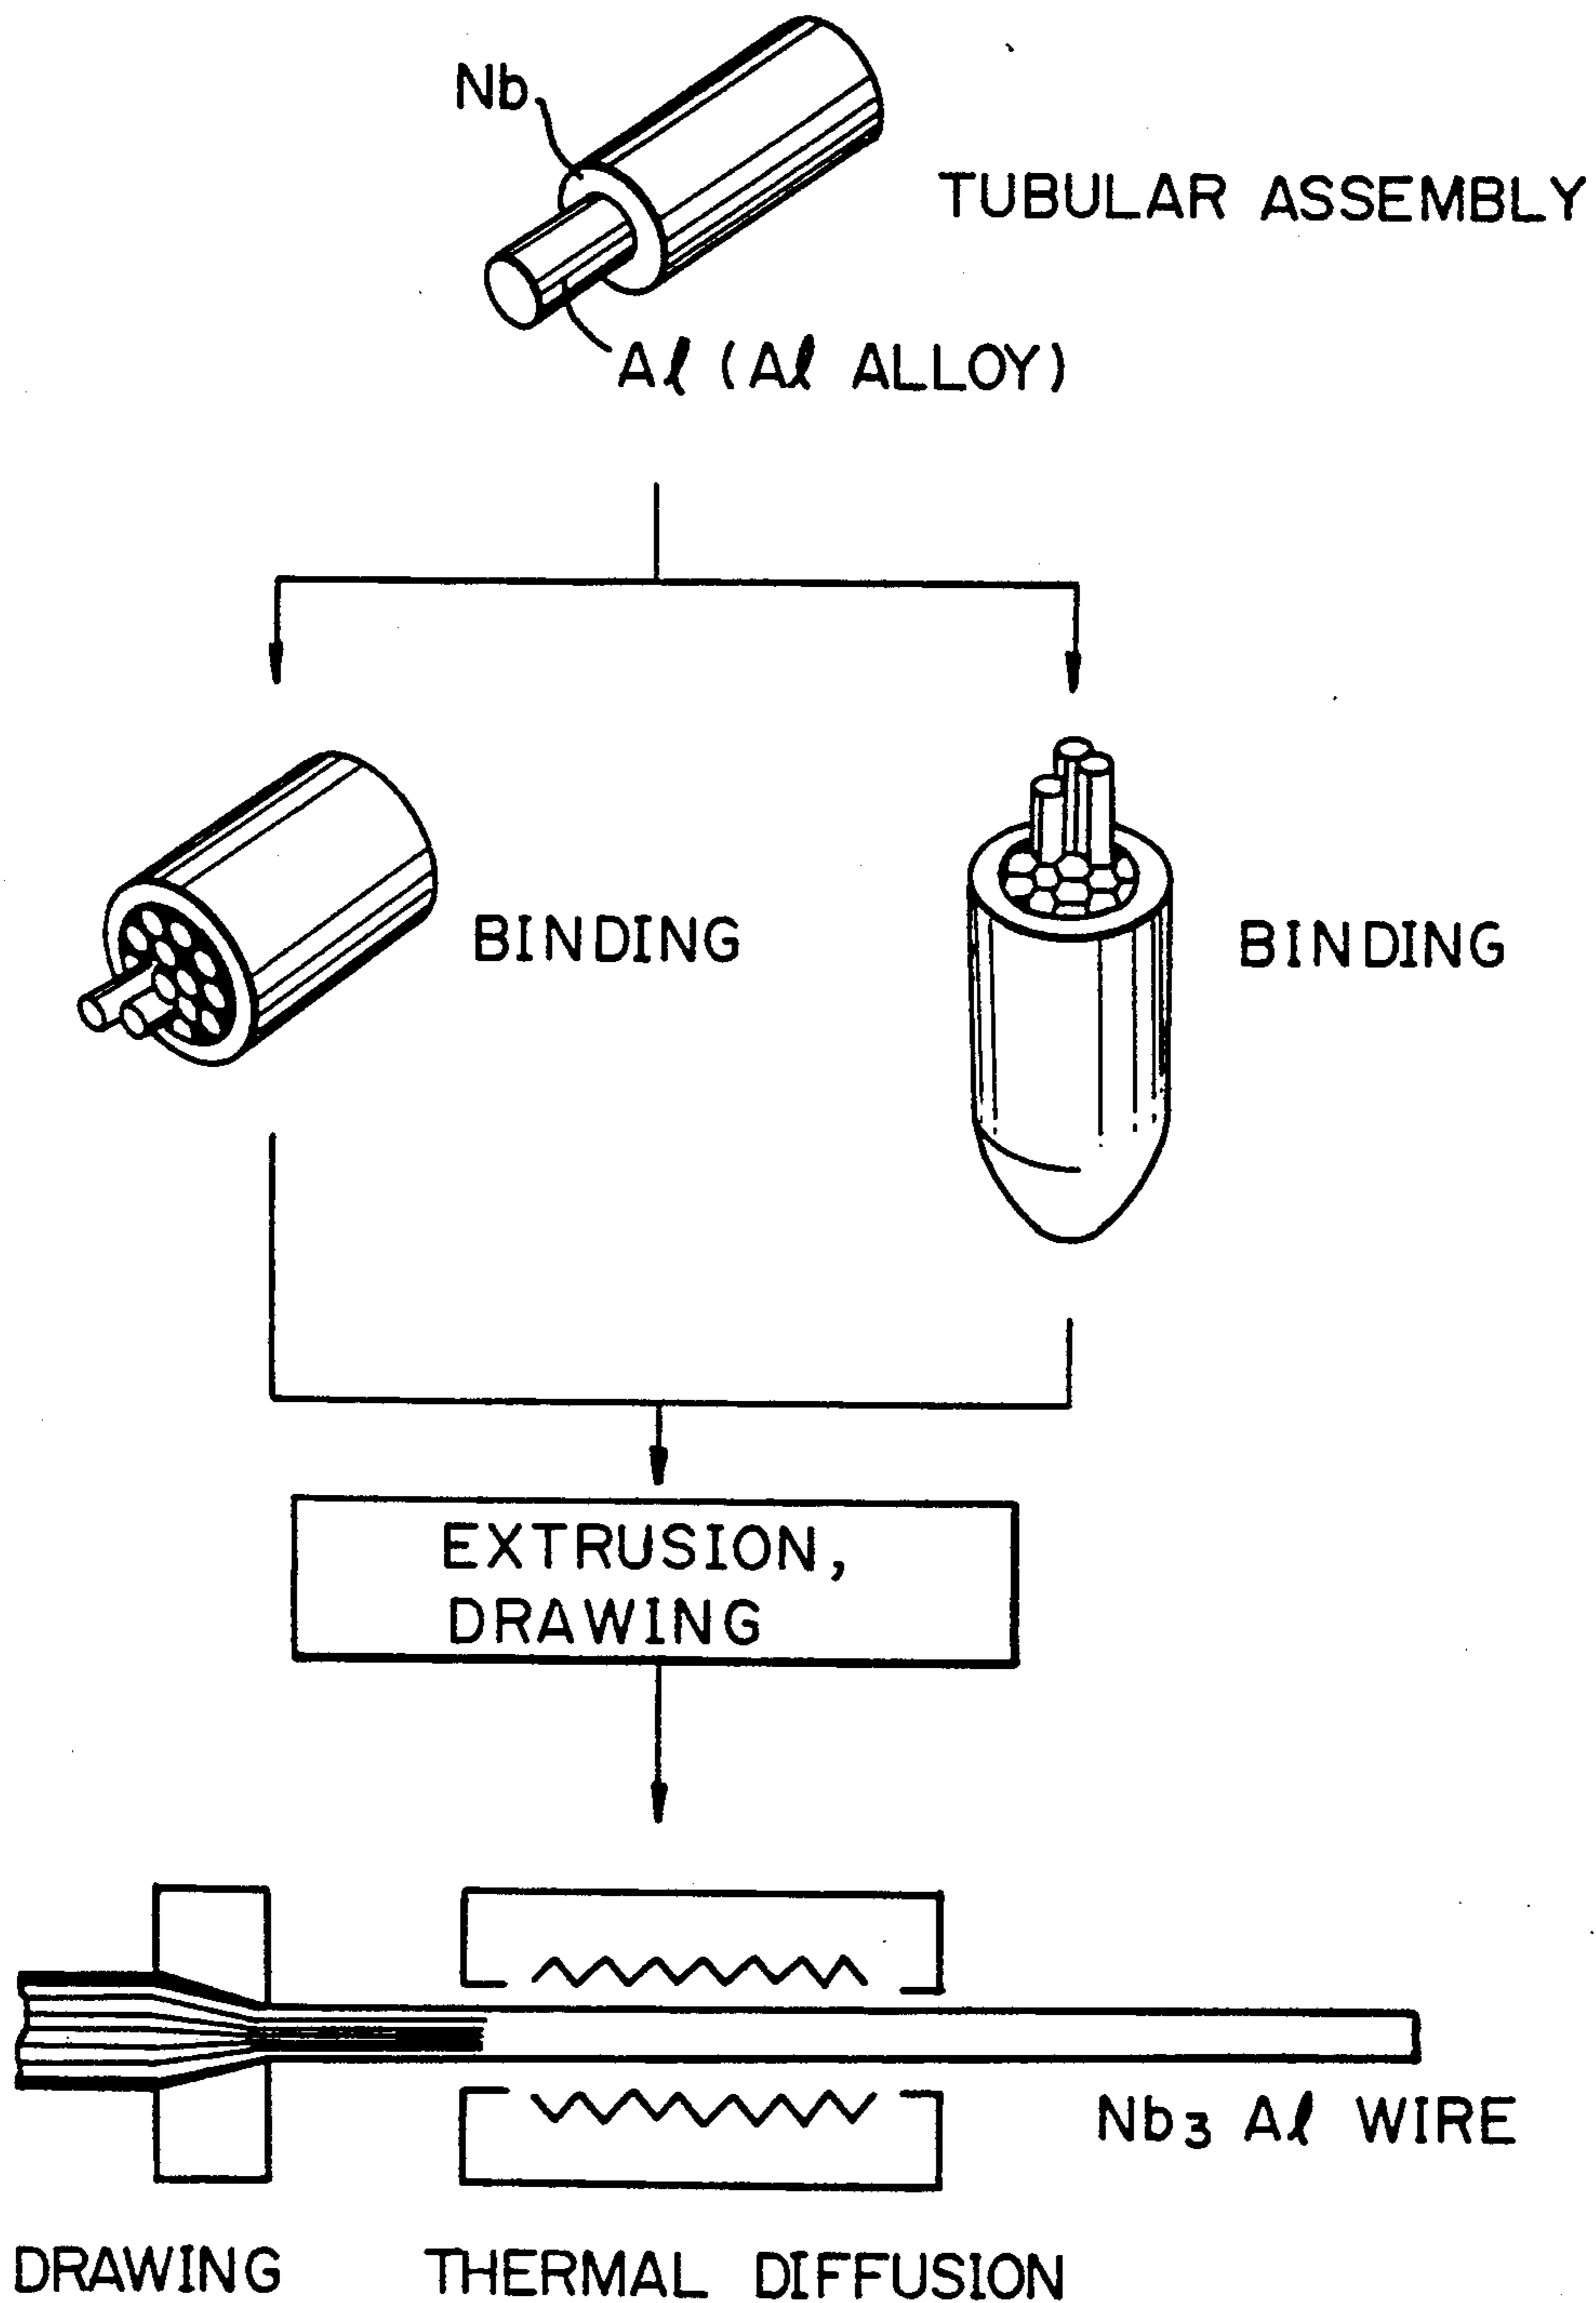 Nb
TUBULAR ASSEMBLY
Al (Al ALLOY)
BINDING
BINDING
EXTRUSION,
DRAWING
Nb3 Al WIRE
DRAWING
THERMAL DIFFUSION